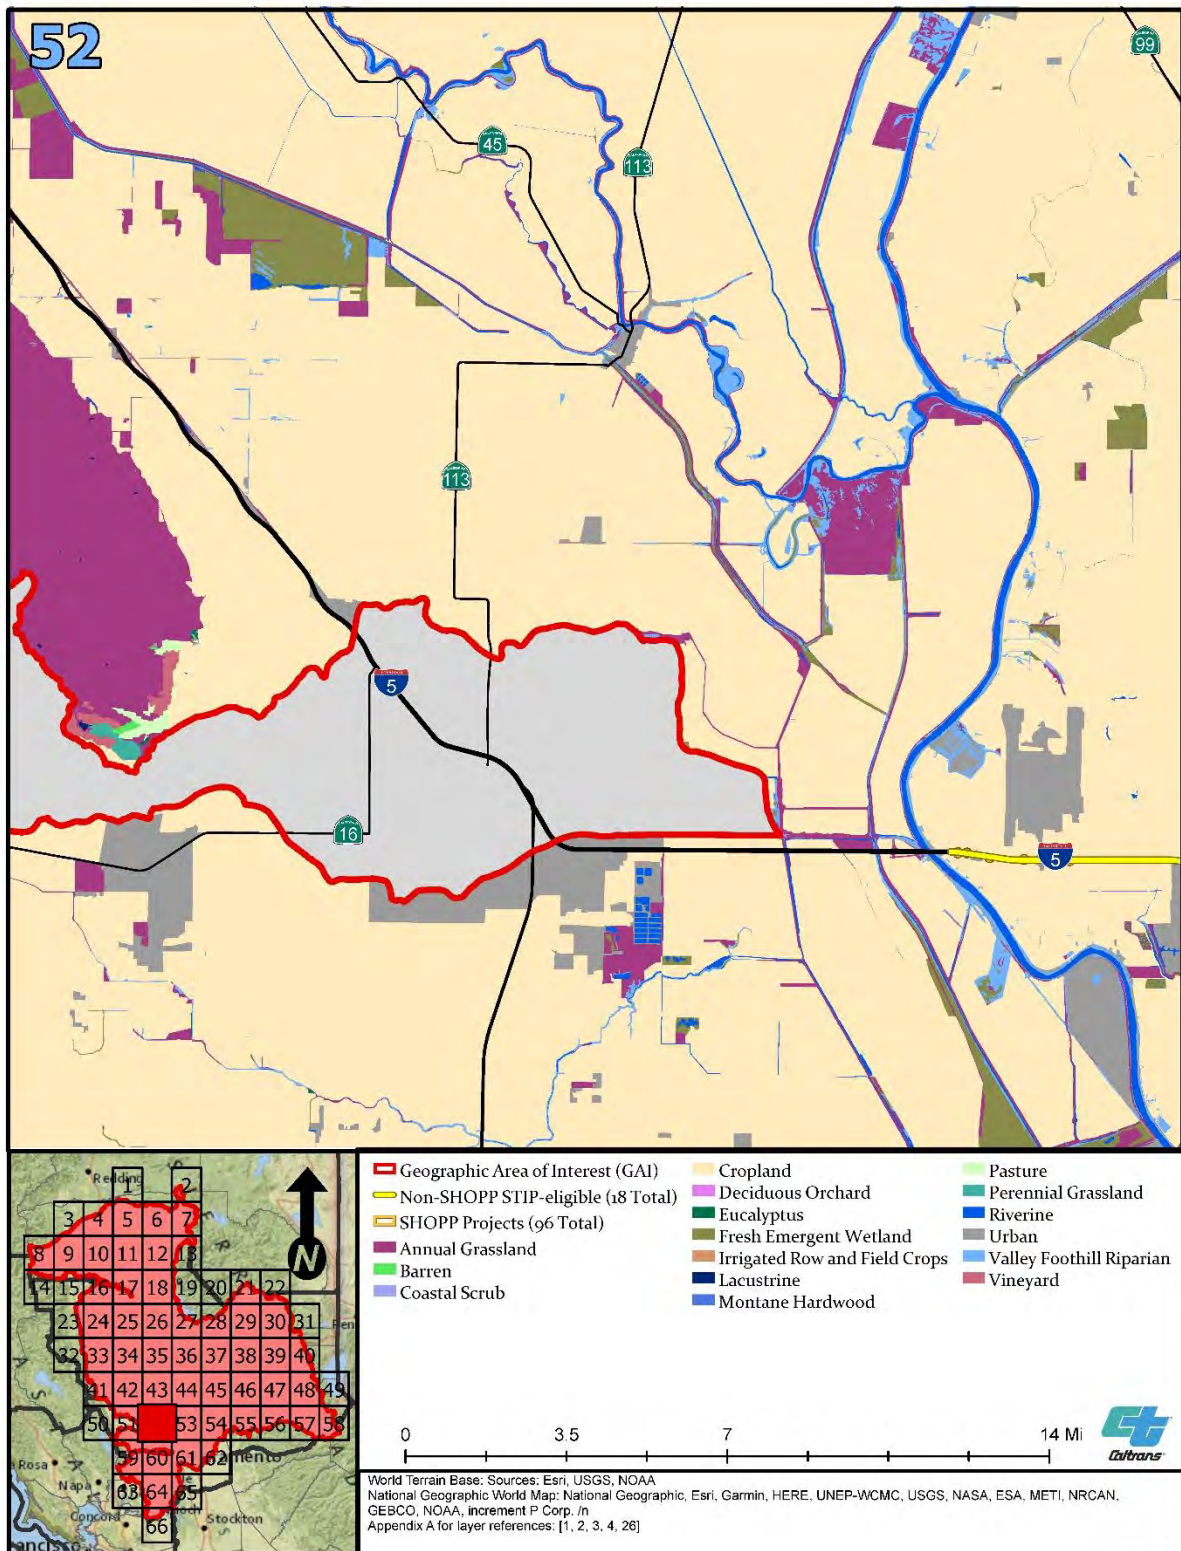 52
99
45
113
113
5
16
5
Geographic Area of Interest (GAI)
Non-SHOPP STIP-eligible (18 Total)
SHOPP Projects (96 Total)
Annual Grassland
Barren
Coastal Scrub
Cropland
Deciduous Orchard
Eucalyptus
Fresh Emergent Wetland
Irrigated Row and Field Crops
Lacustrine
Montane Hardwood
Pasture
Perennial Grassland
Riverine
Urban
Valley Foothill Riparian
Vineyard
Redding
1 2
3 4 5 6 7
8 9 10 11 12 13
14 15 16 17 18 19 20 21 22
23 24 25 26 27 28 29 30 31
32 33 34 35 36 37 38 39 40
41 42 43 44 45 46 47 48 49
50 51 53 54 55 56 57 58
59 60 61 62 amento
a Rosa
Napa
63 64 65
Concord
66
Stockton
ancisco
N
0 3.5 7 14 Mi
Caltrans
World Terrain Base: Sources: Esri, USGS, NOAA
National Geographic World Map: National Geographic, Esri, Garmin, HERE, UNEP-WCMC, USGS, NASA, ESA, METI, NRCAN,
GEBCO, NOAA, increment P Corp. /n
Appendix A for layer references: [1, 2, 3, 4, 26]